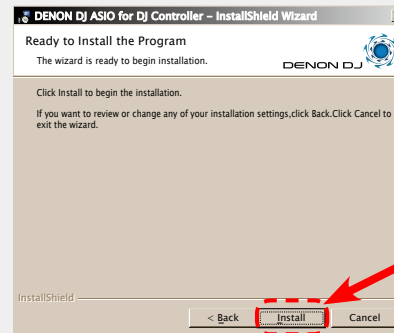 DENON DJ ASIO for DJ Controller – InstallShield Wizard
Ready to Install the Program
The wizard is ready to begin installation.
DENON DJ
Click Install to begin the installation.
If you want to review or change any of your installation settings,click Back.Click Cancel to
exit the wizard.
InstallShield
< Back
Install
Cancel